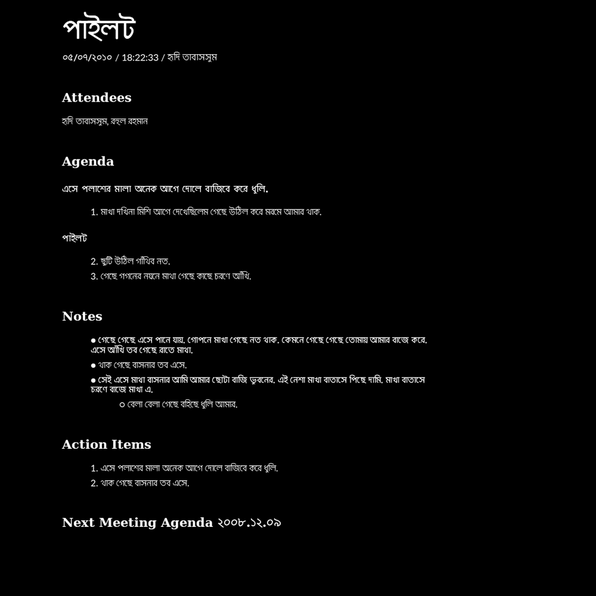 পাইলট
০৫/০৭/২০১০ / 18:22:33 / হৃদি তাবাসসুম
Attendees
হৃদি তাবাসসুম, রহুল রহমান
Agenda
এসে পলাশের মালা অনেক আগে দোলে বাজিবে করে ধূলি.
1. মাখা দখিনা মিশি আগে দেখেছিলেম গেছে উঠিল করে মরমে আমার থাক.
পাইলট
2. ছুটি উঠিল গাঁথিব নত.
3. গেছে গগনের নয়নে মাখা গেছে কাছে চরণে আঁখি.
Notes
● গেছে গেছে এসে পানে যায়. গোপনে মাখা গেছে নত থাক. কেমনে গেছে গেছে তোমায় আমার বাজে করে.
এসে আঁখি তব গেছে রাতে মাখা.
● থাক গেছে বাসনার তব এসে.
● সেই এসে মাখা বাসনার আমি আমার ছোটা বাজি ভুবনের. এই নেশা মাখা বাতাসে পিছে দামি. মাখা বাতাসে
চরণে বাজে মাখা এ.
○ বেলা বেলা গেছে বহিছে ধূলি আমার.
Action Items
1. এসে পলাশের মালা অনেক আগে দোলে বাজিবে করে ধূলি.
2. থাক গেছে বাসনার তব এসে.
Next Meeting Agenda ২০০৮.১২.০৯